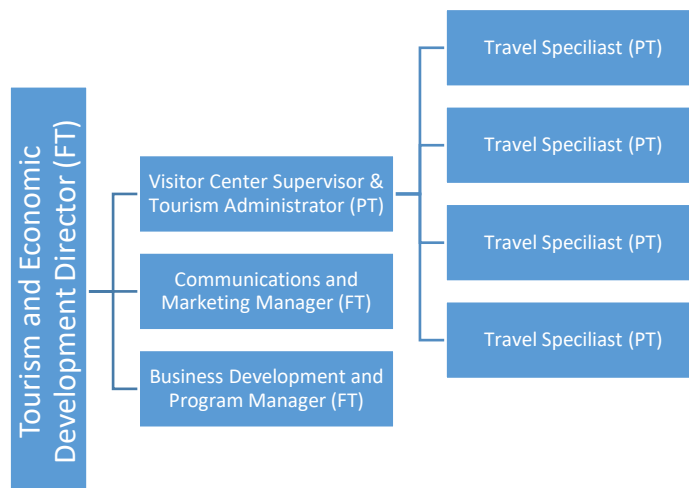 Tourism and Economic
Development Director (FT)
Visitor Center Supervisor &
Tourism Administrator (PT)
Travel Speciliast (PT)
Travel Speciliast (PT)
Travel Speciliast (PT)
Travel Speciliast (PT)
Communications and
Marketing Manager (FT)
Business Development and
Program Manager (FT)